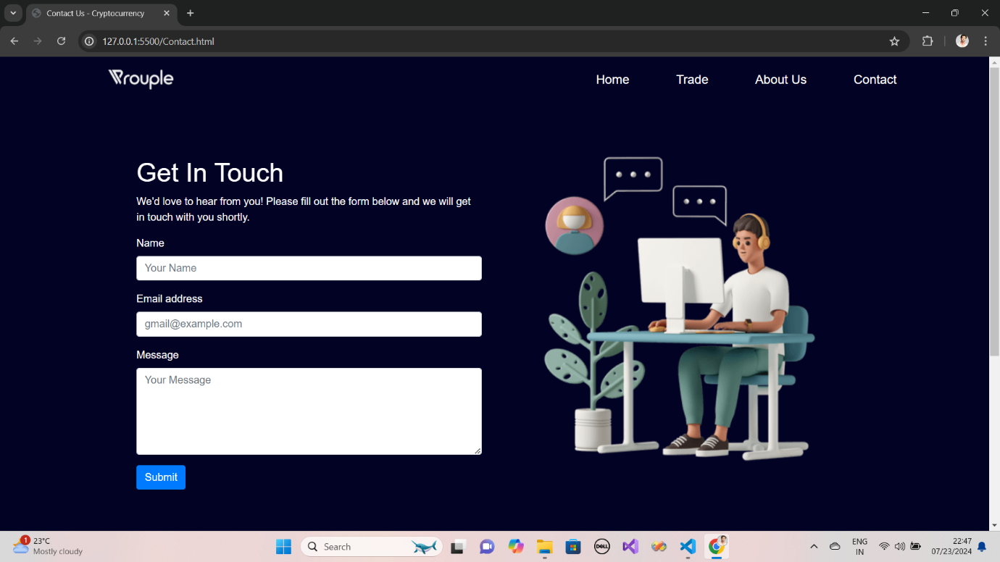 Contact Us - Cryptocurrency
127.0.0.1:5500/Contact.html
Wrouple
Home Trade About Us Contact
Get In Touch
We'd love to hear from you! Please fill out the form below and we will get
in touch with you shortly.
Name
Your Name
Email address
gmail@example.com
Message
Your Message
Submit
1
23°C
Mostly cloudy
Search
DELL
ENG
IN
22:47
07/23/2024